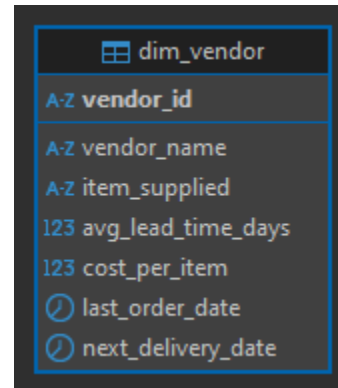 dim_vendor
A-Z vendor_id
A-Z vendor_name
A-Z item_supplied
123 avg_lead_time_days
123 cost_per_item
last_order_date
next_delivery_date